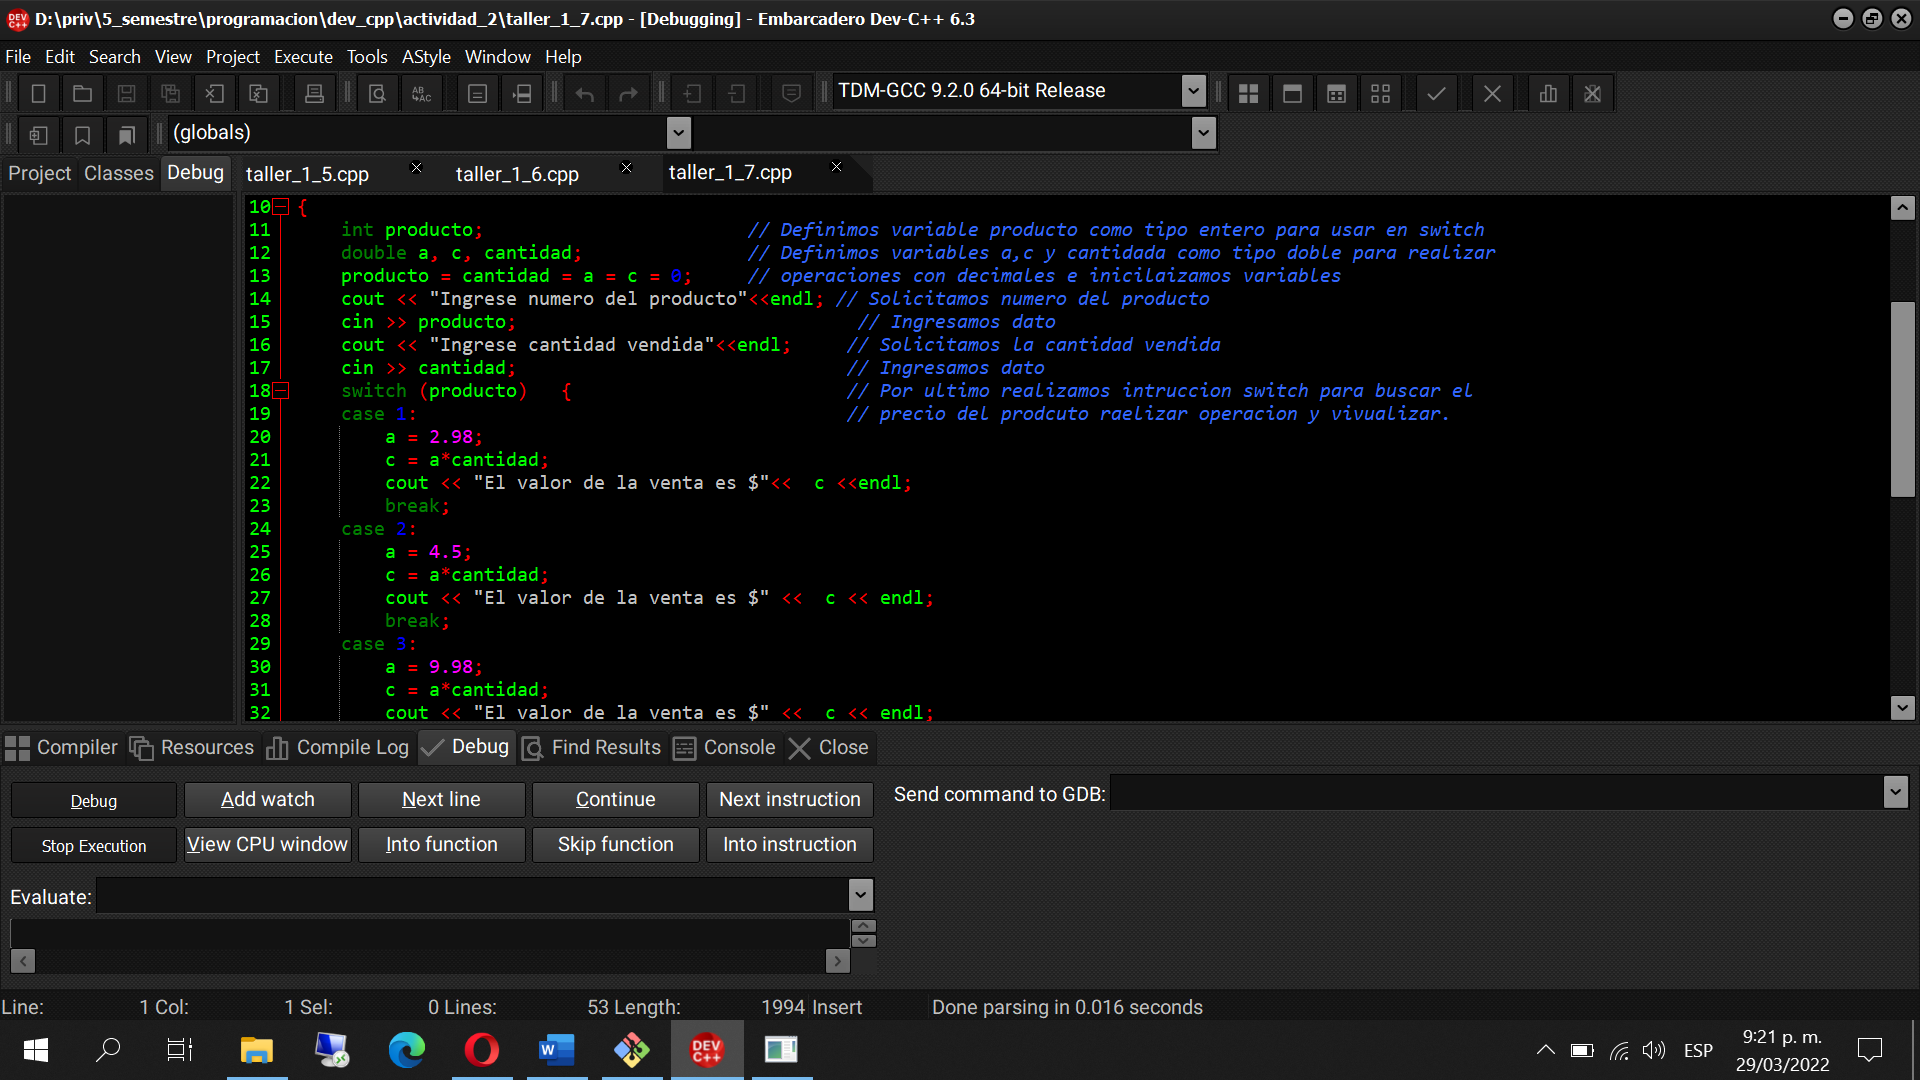 D:\priv\5_semestre\programacion\dev_cpp\actividad_2\taller_1_7.cpp - [Debugging] - Embarcadero Dev-C++ 6.3
File Edit Search View Project Execute Tools AStyle Window Help
TDM-GCC 9.2.0 64-bit Release
(globals)
Project Classes Debug taller_1_5.cpp taller_1_6.cpp taller_1_7.cpp
10 {
11 int producto; // Definimos variable producto como tipo entero para usar en switch
12 double a, c, cantidad; // Definimos variables a,c y cantidada como tipo doble para realizar
13 producto = cantidad = a = c = 0; // operaciones con decimales e inicilaizamos variables
14 cout << "Ingrese numero del producto"<<endl; // Solicitamos numero del producto
15 cin >> producto; // Ingresamos dato
16 cout << "Ingrese cantidad vendida"<<endl; // Solicitamos la cantidad vendida
17 cin >> cantidad; // Ingresamos dato
18 switch (producto) { // Por ultimo realizamos intruccion switch para buscar el
19 case 1: // precio del prodcuto raelizar operacion y vivualizar.
20 a = 2.98;
21 c = a*cantidad;
22 cout << "El valor de la venta es $"<< c <<endl;
23 break;
24 case 2:
25 a = 4.5;
26 c = a*cantidad;
27 cout << "El valor de la venta es $" << c << endl;
28 break;
29 case 3:
30 a = 9.98;
31 c = a*cantidad;
32 cout << "El valor de la venta es $" << c << endl;
Compiler Resources Compile Log Debug Find Results Console Close
Debug Add watch Next line Continue Next instruction Send command to GDB:
Stop Execution View CPU window Into function Skip function Into instruction
Evaluate:
Line: 1 Col: 1 Sel: 0 Lines: 53 Length: 1994 Insert Done parsing in 0.016 seconds
DEV C++
ESP
9:21 p. m.
29/03/2022